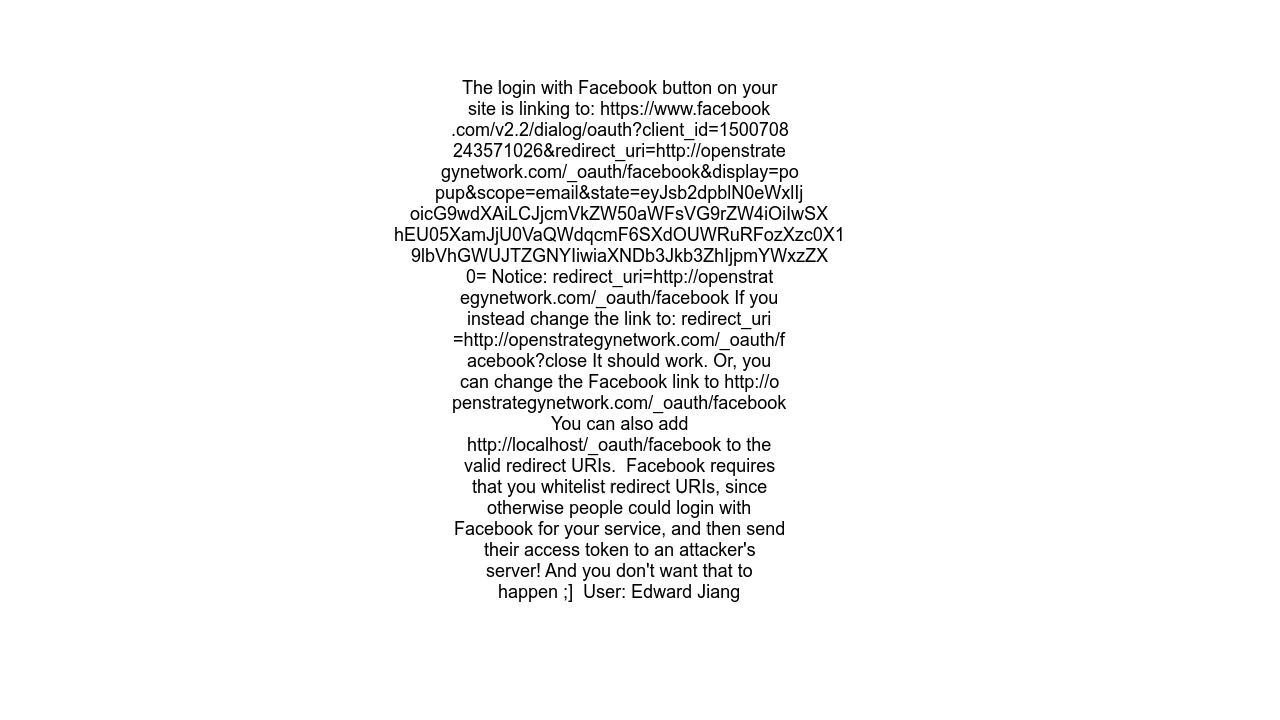 The login with Facebook button on your
site is linking to: https://www.facebook
.com/v2.2/dialog/oauth?client_id=1500708
243571026&redirect_uri=http://openstrate
gynetwork.com/_oauth/facebook&display=po
pup&scope=email&state=eyJsb2dpblN0eWxlIj
oicG9wdXAiLCJjcmVkZW50aWFsVG9rZW4iOiIwSX
hEU05XamJjU0VaQWdqcmF6SXdOUWRuRFozXzc0X1
9lbVhGWUJTZGNYIiwiaXNDb3Jkb3ZhIjpmYWxzZX
0= Notice: redirect_uri=http://openstrat
egynetwork.com/_oauth/facebook If you
instead change the link to: redirect_uri
=http://openstrategynetwork.com/_oauth/f
acebook?close It should work. Or, you
can change the Facebook link to http://o
penstrategynetwork.com/_oauth/facebook
You can also add
http://localhost/_oauth/facebook to the
valid redirect URIs.  Facebook requires
that you whitelist redirect URIs, since
otherwise people could login with
Facebook for your service, and then send
their access token to an attacker's
server! And you don't want that to
happen ;]  User: Edward Jiang